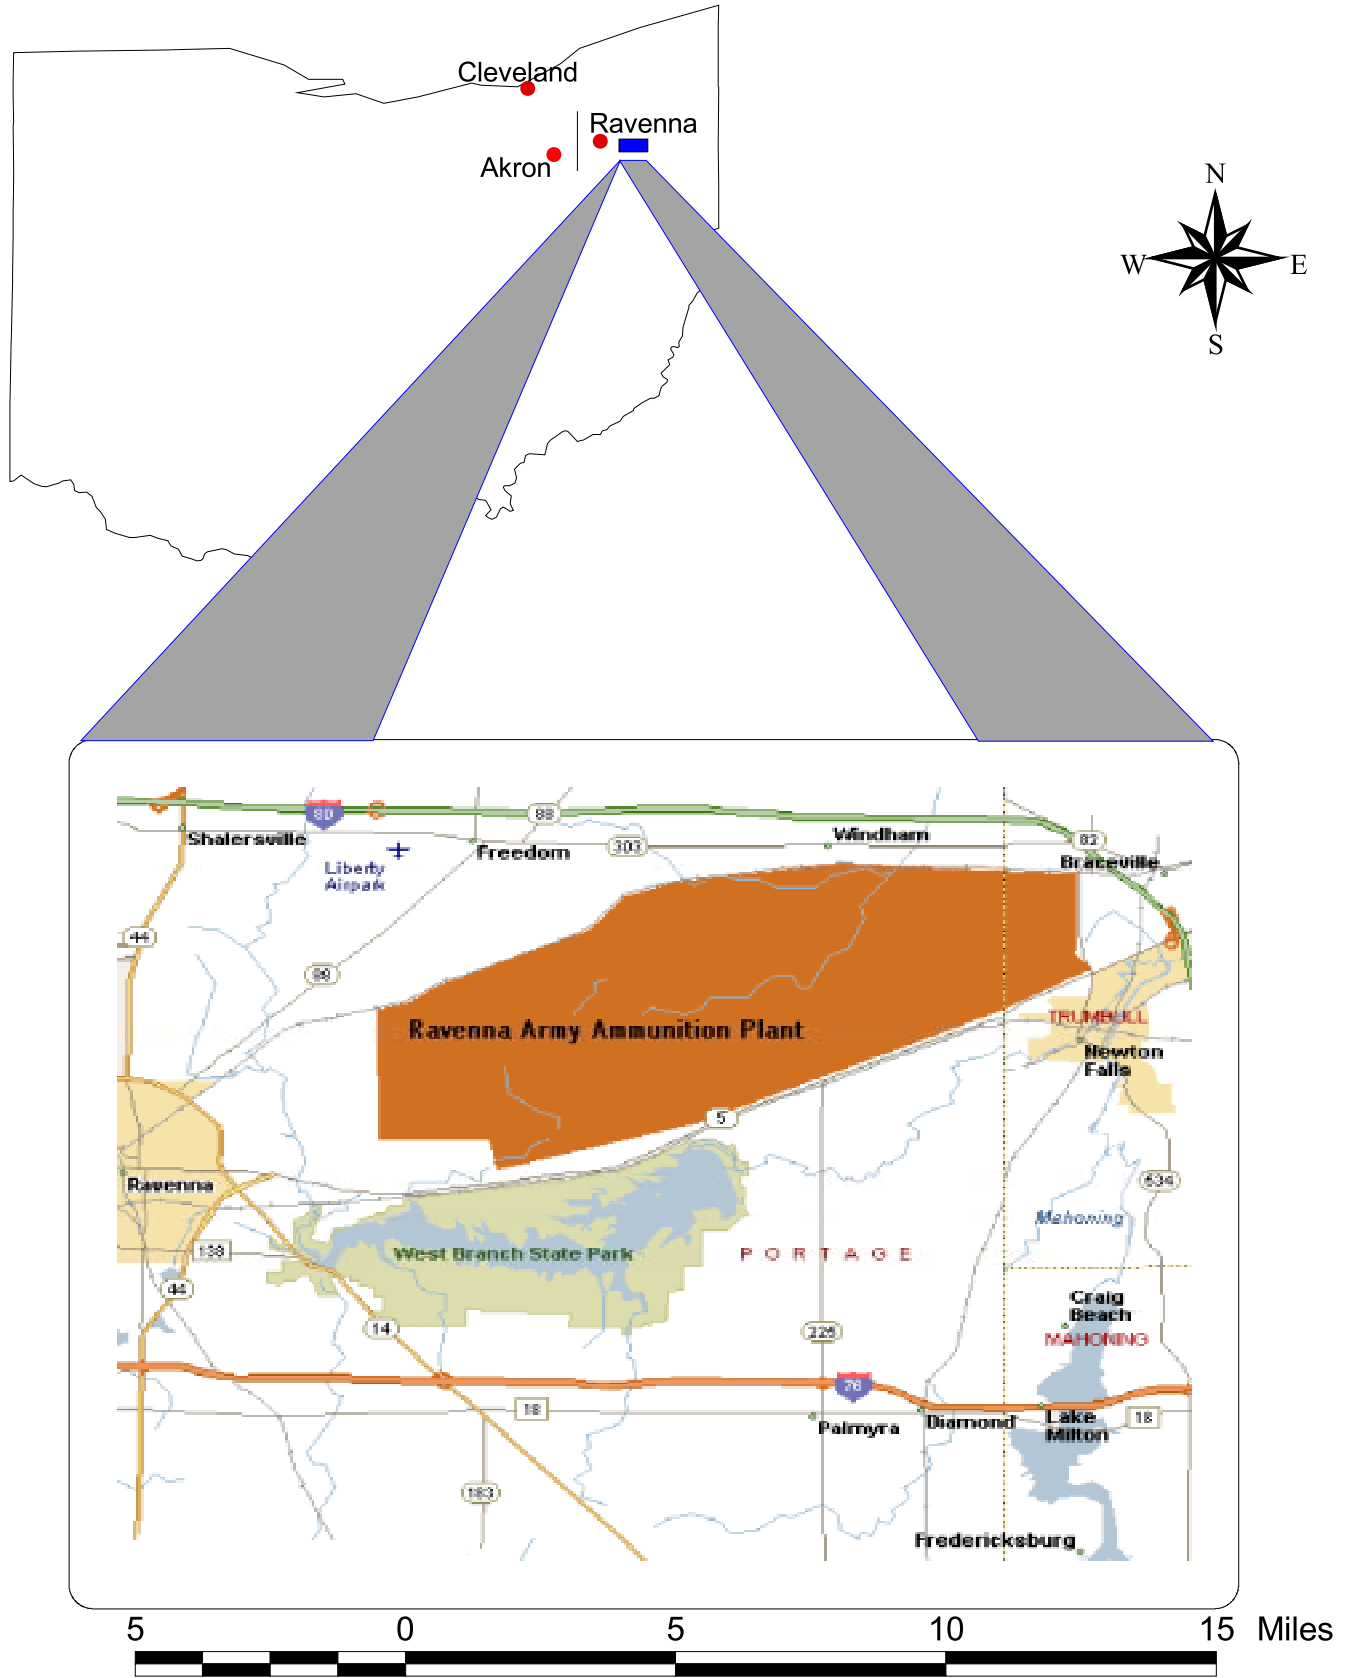 Cleveland
Ravenna
Akron
N
W
E
S
80
88
Shalersville
Freedom
303
Windham
82
Braceville
Liberty
Airpark
44
88
Ravenna Army Ammunition Plant
TRUMBULL
Newton
Falls
5
Ravenna
534
Mahoning
138
West Branch State Park
PORTAGE
44
Craig
Beach
14
225
MAHONING
76
18
Palmyra
Diamond
Lake
Milton
18
183
Fredericksburg
5 0 5 10 15 Miles